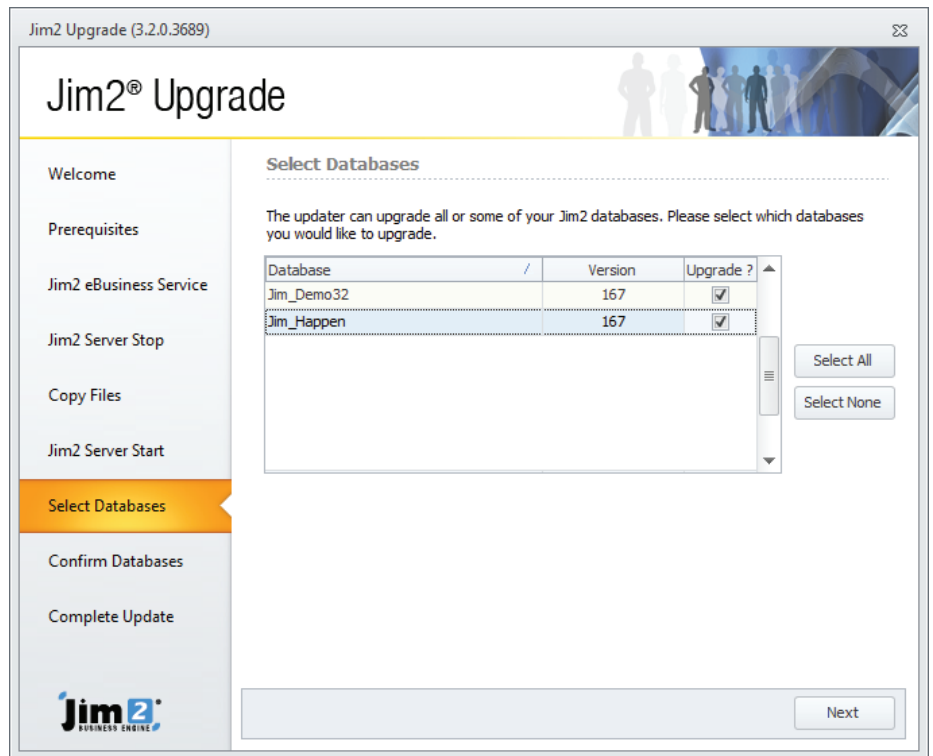 Jim2 Upgrade (3.2.0.3689)
Jim2® Upgrade
Welcome
Prerequisites
Jim2 eBusiness Service
Jim2 Server Stop
Copy Files
Jim2 Server Start
Select Databases
Confirm Databases
Complete Update
Jim2
BUSINESS ENGINE
Select Databases
The updater can upgrade all or some of your Jim2 databases. Please select which databases
you would like to upgrade.
Database / Version Upgrade ?
Jim_Demo32 167
Jim_Happen 167
Select All
Select None
Next